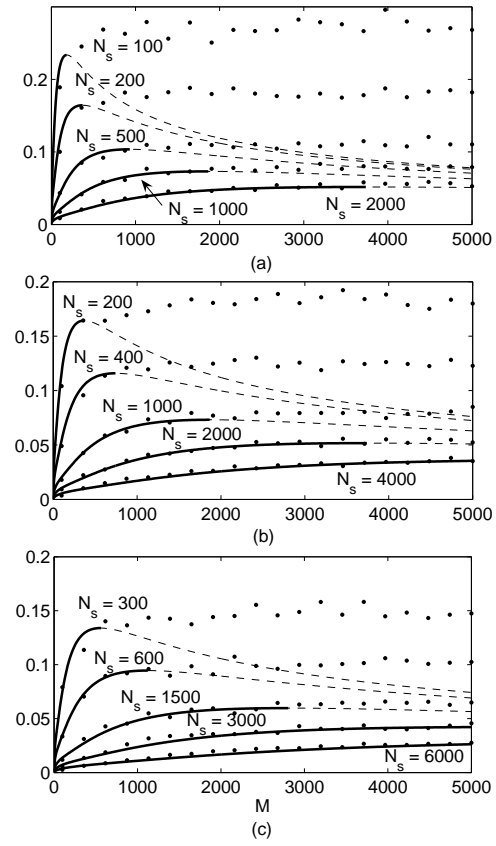 0.2
0.1
0
0 1000 2000 3000 4000 5000
N_s = 100
N_s = 200
N_s = 500
N_s = 1000
N_s = 2000
(a)
0.2
0.15
0.1
0.05
0
0 1000 2000 3000 4000 5000
N_s = 200
N_s = 400
N_s = 1000
N_s = 2000
N_s = 4000
(b)
0.2
0.15
0.1
0.05
0
0 1000 2000 3000 4000 5000
N_s = 300
N_s = 600
N_s = 1500
N_s = 3000
N_s = 6000
M
(c)